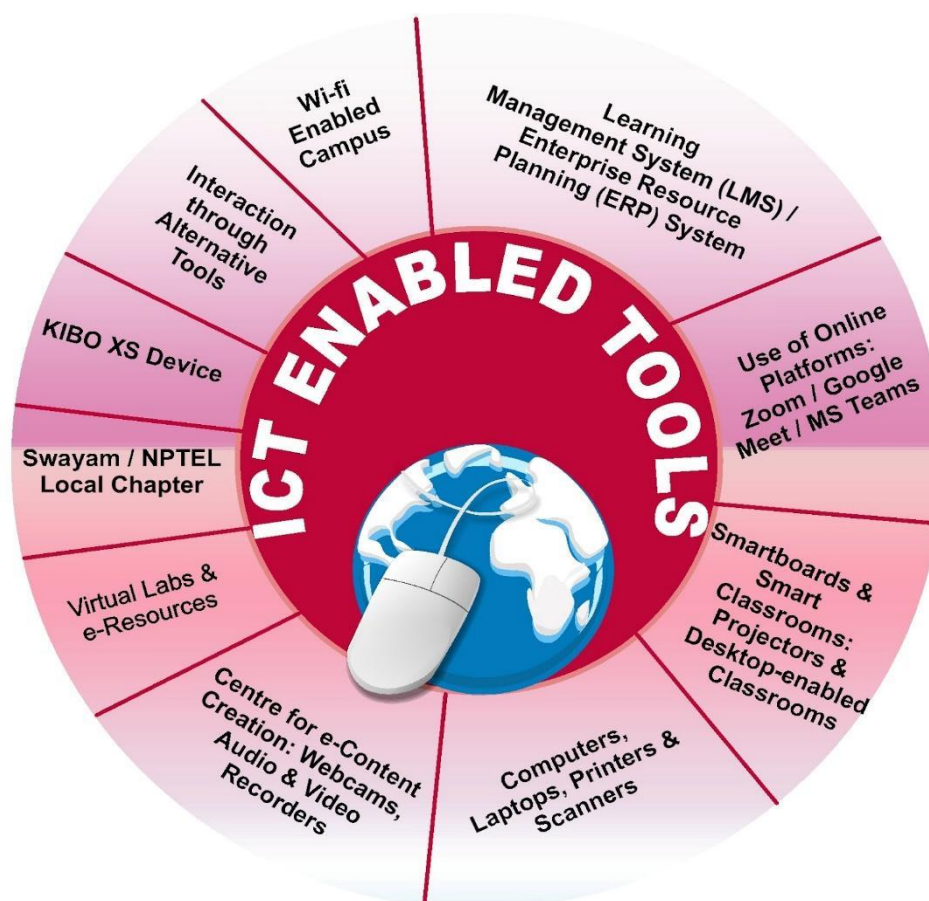 ICT ENABLED TOOLS
Learning
Management System (LMS) /
Enterprise Resource
Planning (ERP) System
Use of Online
Platforms:
Zoom / Google
Meet / MS Teams
Smartboards &
Smart
Classrooms:
Projectors &
Desktop-enabled
Classrooms
Computers,
Laptops, Printers &
Scanners
Centre for e-Content
Creation: Webcams,
Audio & Video
Recorders
Virtual Labs &
e-Resources
Swayam / NPTEL
Local Chapter
KIBO XS Device
Interaction
through
Alternative
Tools
Wi-fi
Enabled
Campus